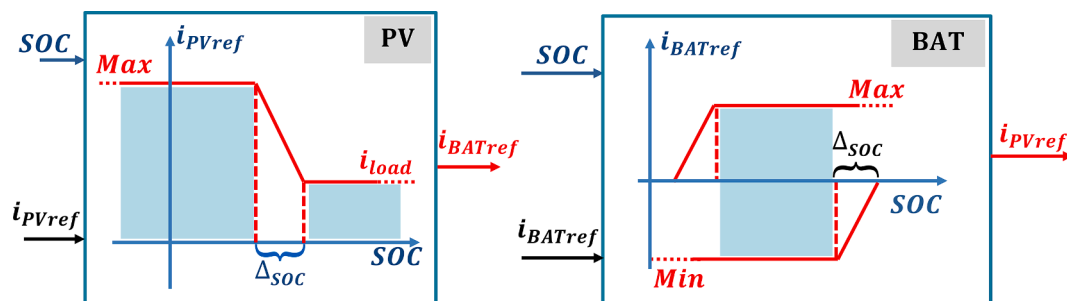 PV
SOC
i_PVref
Max
i_load
i_BATref
i_PVref
SOC
Δ_SOC
BAT
SOC
i_BATref
Max
Δ_SOC
i_PVref
SOC
i_BATref
Min